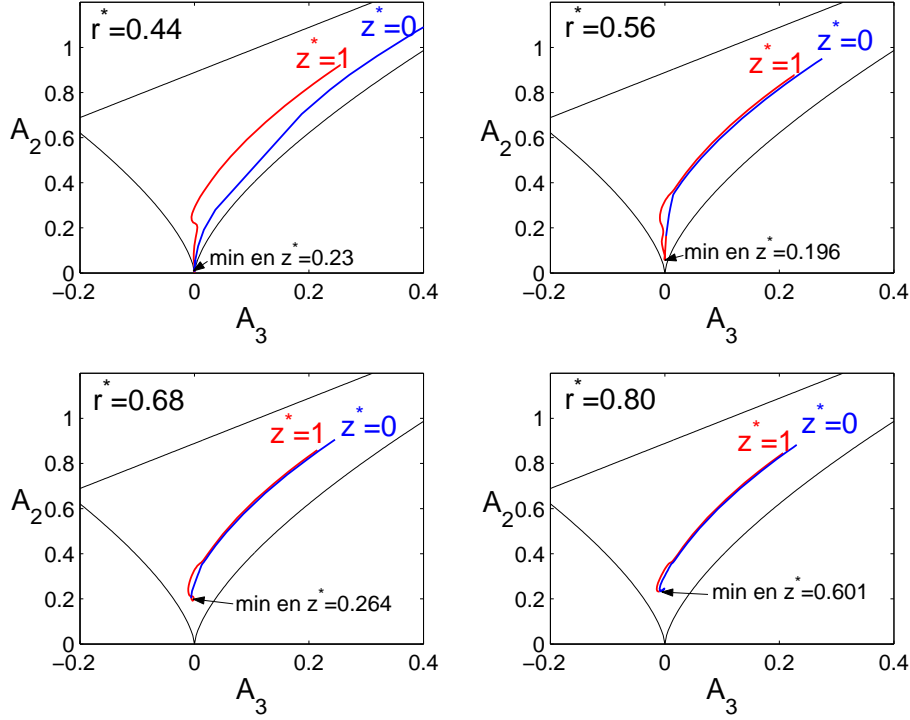 r*=0.44
z*=0
z*=1
1
0.8
0.6
0.4
0.2
0
A2
min en z*=0.23
−0.2 0 0.2 0.4
A3
r*=0.56
z*=0
z*=1
1
0.8
0.6
0.4
0.2
0
A2
min en z*=0.196
−0.2 0 0.2 0.4
A3
r*=0.68
z*=0
z*=1
1
0.8
0.6
0.4
0.2
0
A2
min en z*=0.264
−0.2 0 0.2 0.4
A3
r*=0.80
z*=0
z*=1
1
0.8
0.6
0.4
0.2
0
A2
min en z*=0.601
−0.2 0 0.2 0.4
A3